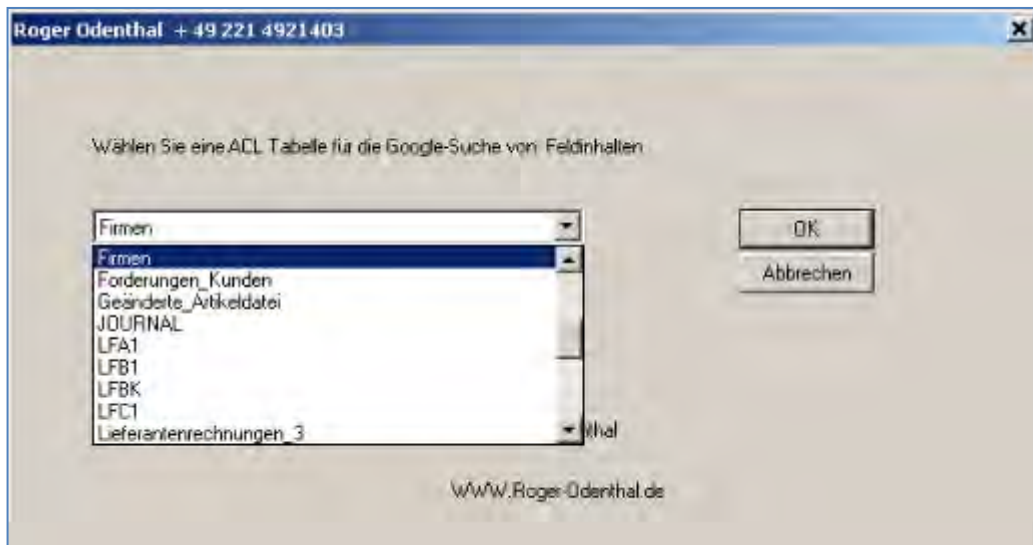 Roger Odenthal + 49 221 4921403
Wählen Sie eine ACL Tabelle für die Google-Suche von Feldinhalten
Firmen
OK
Firmen
Forderungen_Kunden
Abbrechen
Geänderte_Artikeldatei
JOURNAL
LFA1
LFB1
LFBK
LFC1
Lieferantenrechnungen_3
thal
WWW.Roger-Odenthal.de